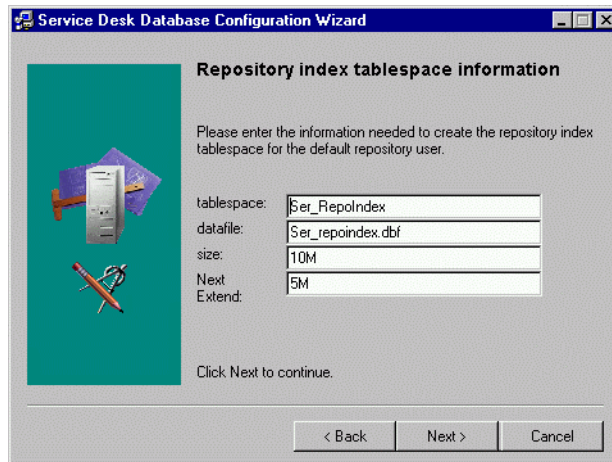 Service Desk Database Configuration Wizard
Repository index tablespace information
Please enter the information needed to create the repository index
tablespace for the default repository user.
tablespace: Ser_RepoIndex
datafile: Ser_repoindex.dbf
size: 10M
Next
Extend: 5M
Click Next to continue.
< Back Next > Cancel